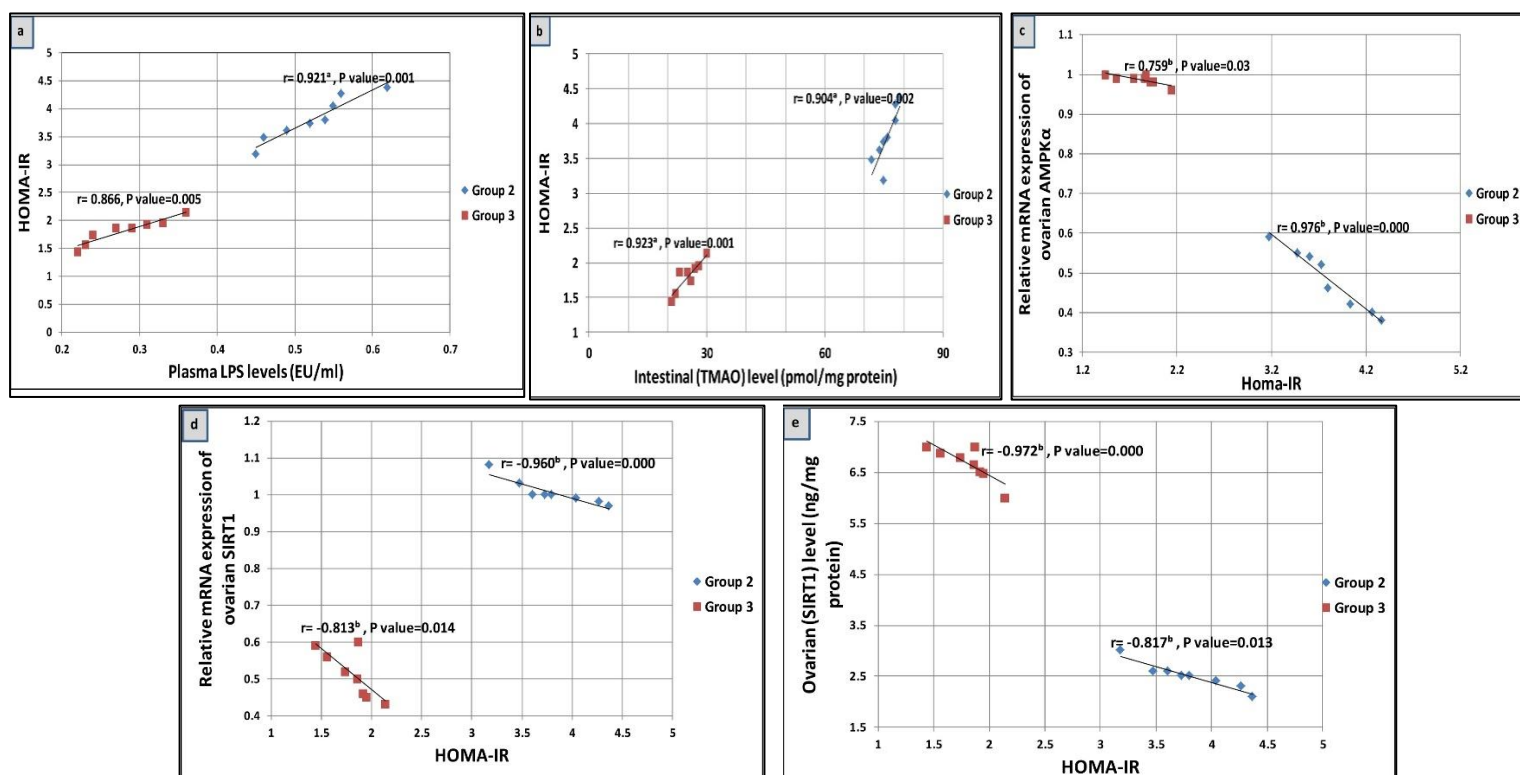 a
r= 0.921ᵃ , P value=0.001
r= 0.866, P value=0.005
HOMA-IR
5
4.5
4
3.5
3
2.5
2
1.5
1
0.5
0
0.2 0.3 0.4 0.5 0.6 0.7
Plasma LPS levels (EU/ml)
Group 2
Group 3
b
r= 0.904ᵃ , P value=0.002
r= 0.923ᵃ , P value=0.001
HOMA-IR
5
4.5
4
3.5
3
2.5
2
1.5
1
0 30 60 90
Intestinal (TMAO) level (pmol/mg protein)
Group 2
Group 3
c
r= 0.759ᵇ , P value=0.03
r= 0.976ᵇ , P value=0.000
Relative mRNA expression of
ovarian AMPKα
1.1
1
0.9
0.8
0.7
0.6
0.5
0.4
0.3
1.2 2.2 3.2 4.2 5.2
Homa-IR
Group 2
Group 3
d
r= -0.960ᵇ , P value=0.000
r= -0.813ᵇ , P value=0.014
Relative mRNA expression of
ovarian SIRT1
1.2
1.1
1
0.9
0.8
0.7
0.6
0.5
0.4
1 1.5 2 2.5 3 3.5 4 4.5 5
HOMA-IR
Group 2
Group 3
e
r= -0.972ᵇ , P value=0.000
r= -0.817ᵇ , P value=0.013
Ovarian (SIRT1) level (ng/mg
protein)
7.5
6.5
5.5
4.5
3.5
2.5
1.5
1 1.5 2 2.5 3 3.5 4 4.5 5
HOMA-IR
Group 2
Group 3